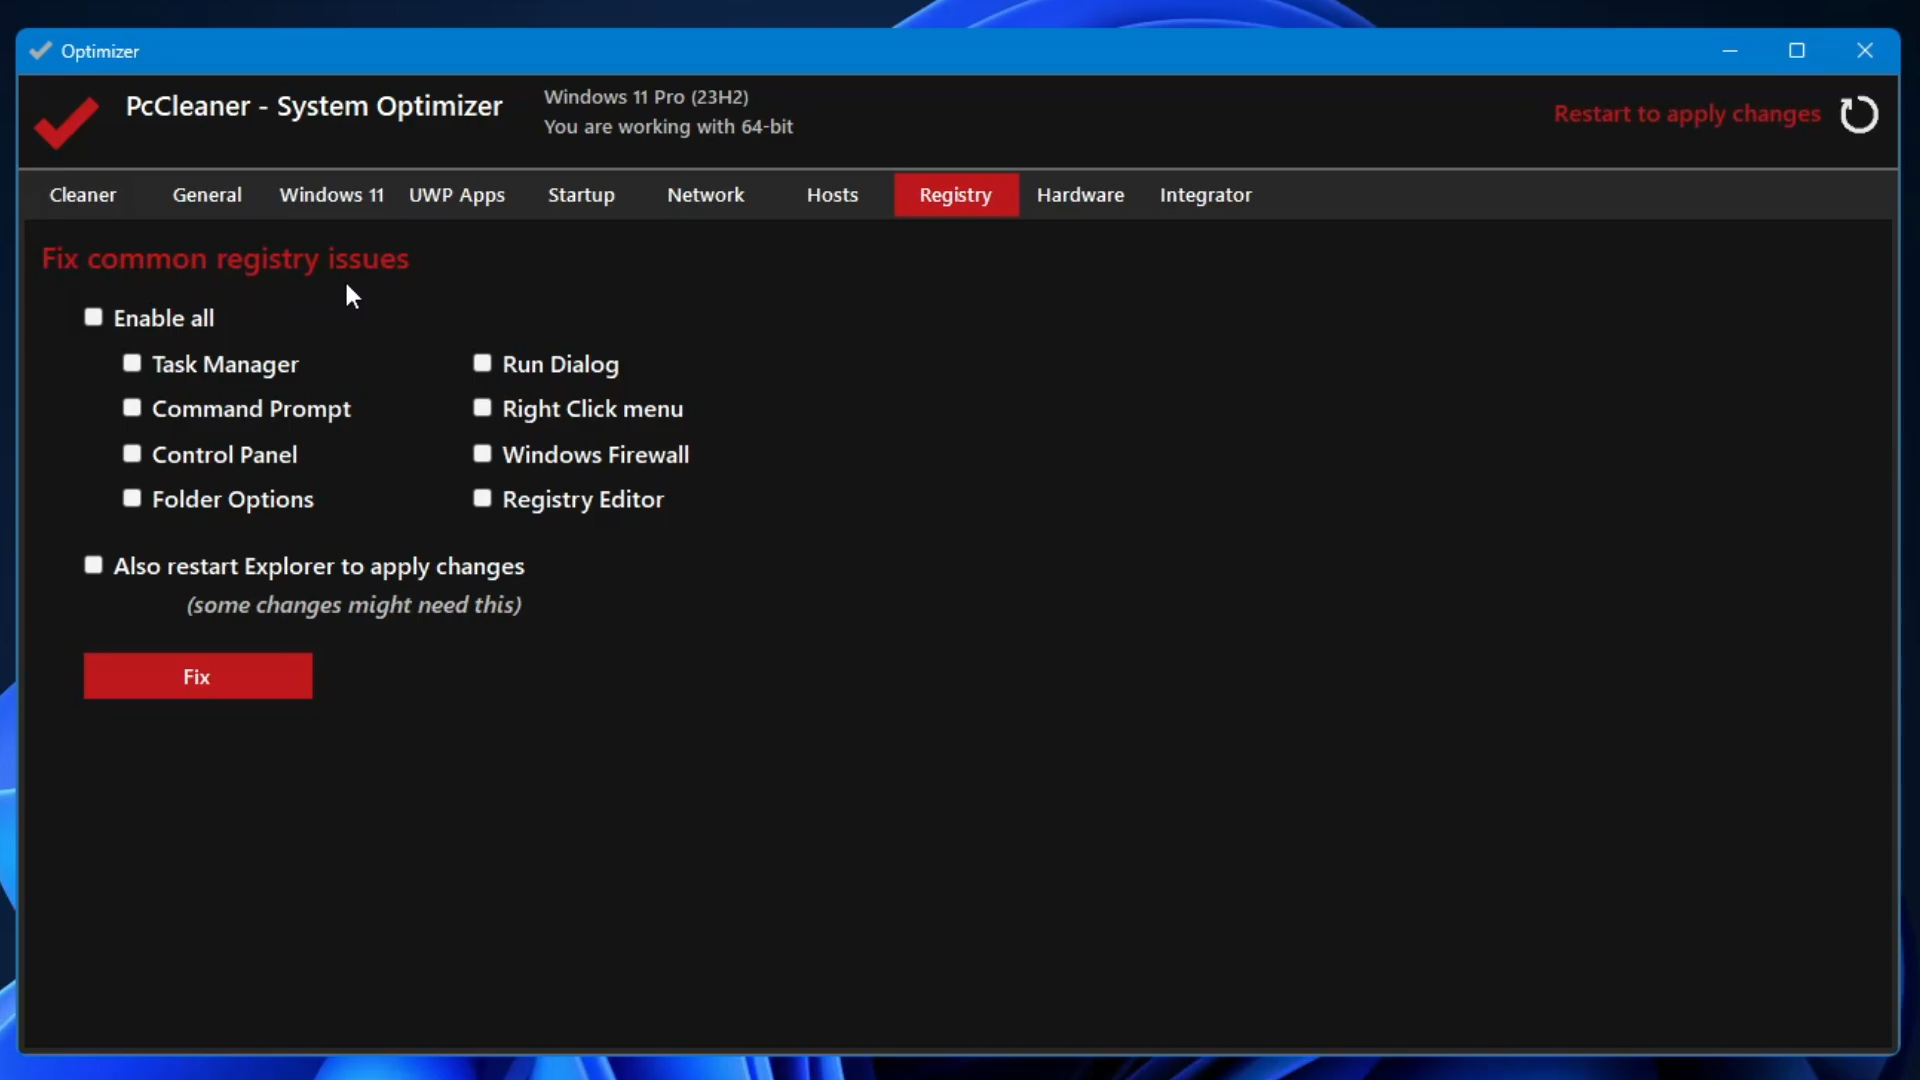 Optimizer
PcCleaner - System Optimizer
Windows 11 Pro (23H2)
You are working with 64-bit
Restart to apply changes
Cleaner General Windows 11 UWP Apps Startup Network Hosts Registry Hardware Integrator
Fix common registry issues
Enable all
Task Manager Run Dialog
Command Prompt Right Click menu
Control Panel Windows Firewall
Folder Options Registry Editor
Also restart Explorer to apply changes
(some changes might need this)
Fix